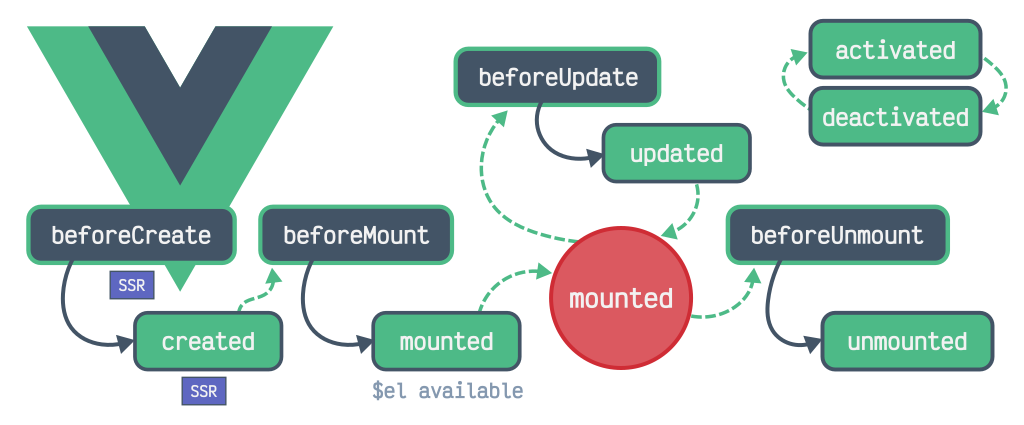 activated
beforeUpdate
deactivated
updated
beforeCreate
beforeMount
beforeUnmount
SSR
mounted
created
mounted
unmounted
SSR
$el available